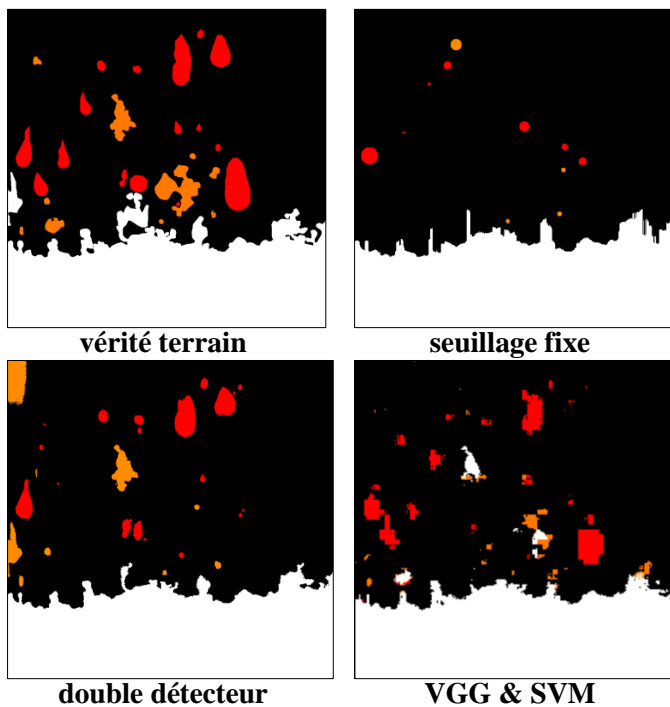 vérité terrain
seuillage fixe
double détecteur
VGG & SVM